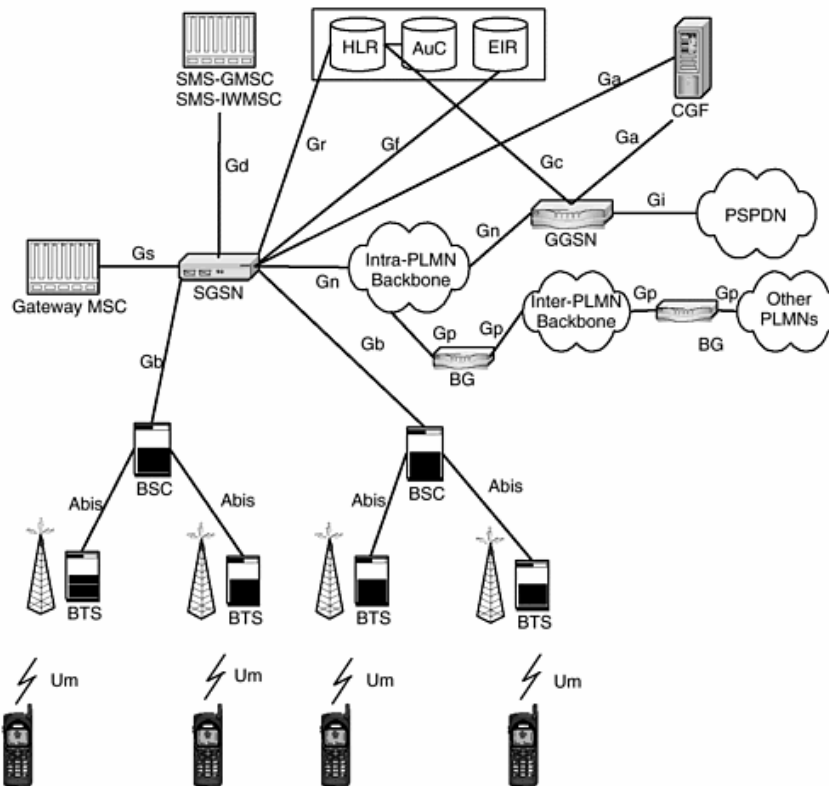 HLR
AuC
EIR
SMS-GMSC
SMS-IWMSC
CGF
Ga
Gr
Gf
Ga
Gc
Gd
Gi
PSPDN
Gn
GGSN
Gs
Intra-PLMN
Backbone
Gn
Gateway MSC
SGSN
Inter-PLMN
Backbone
Gp
Gp
Other
PLMNs
Gp
Gp
BG
BG
Gb
Gb
BSC
BSC
Abis
Abis
Abis
Abis
BTS
BTS
BTS
BTS
Um
Um
Um
Um